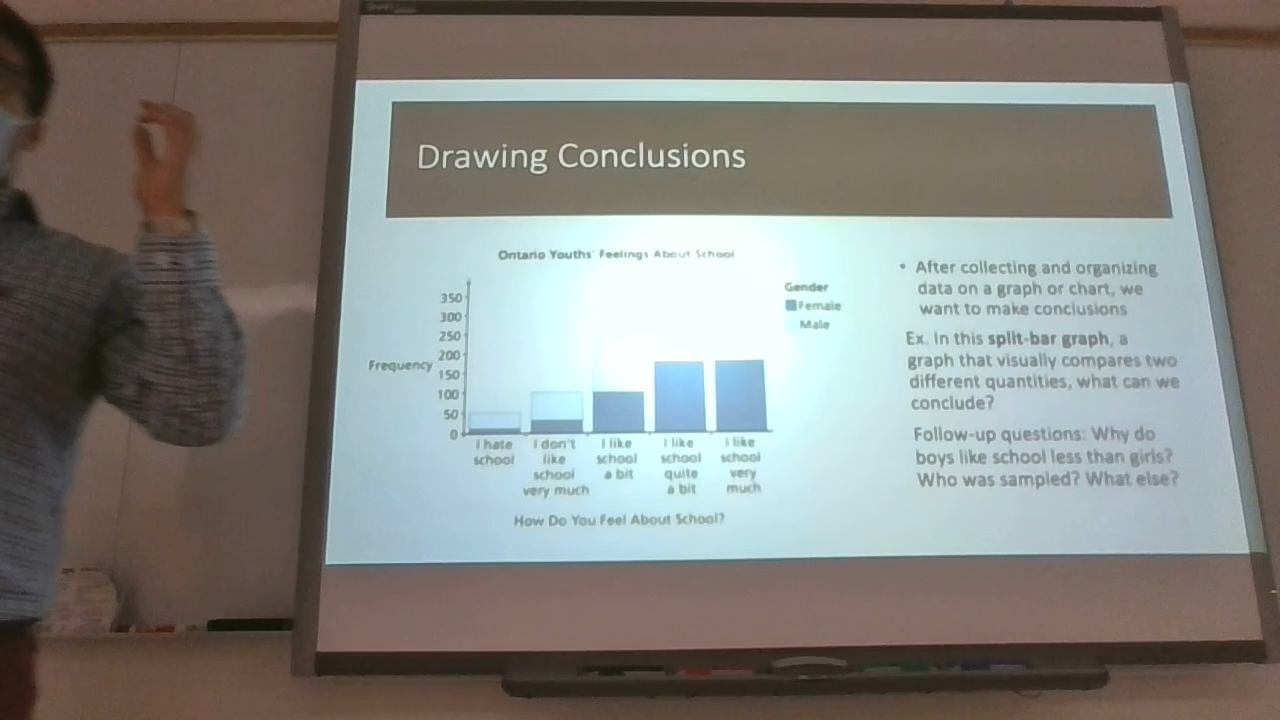 Drawing Conclusions
Ontario Youths' Feelings About School
350
300
250
200
150
100
50
0
Frequency
I hate school
I don't like school very much
I like school a bit
I like school quite a bit
I like school very much
How Do You Feel About School?
Gender
Female
Male
• After collecting and organizing
data on a graph or chart, we
want to make conclusions
Ex. In this split-bar graph, a
graph that visually compares two
different quantities, what can we
conclude?
Follow-up questions: Why do
boys like school less than girls?
Who was sampled? What else?